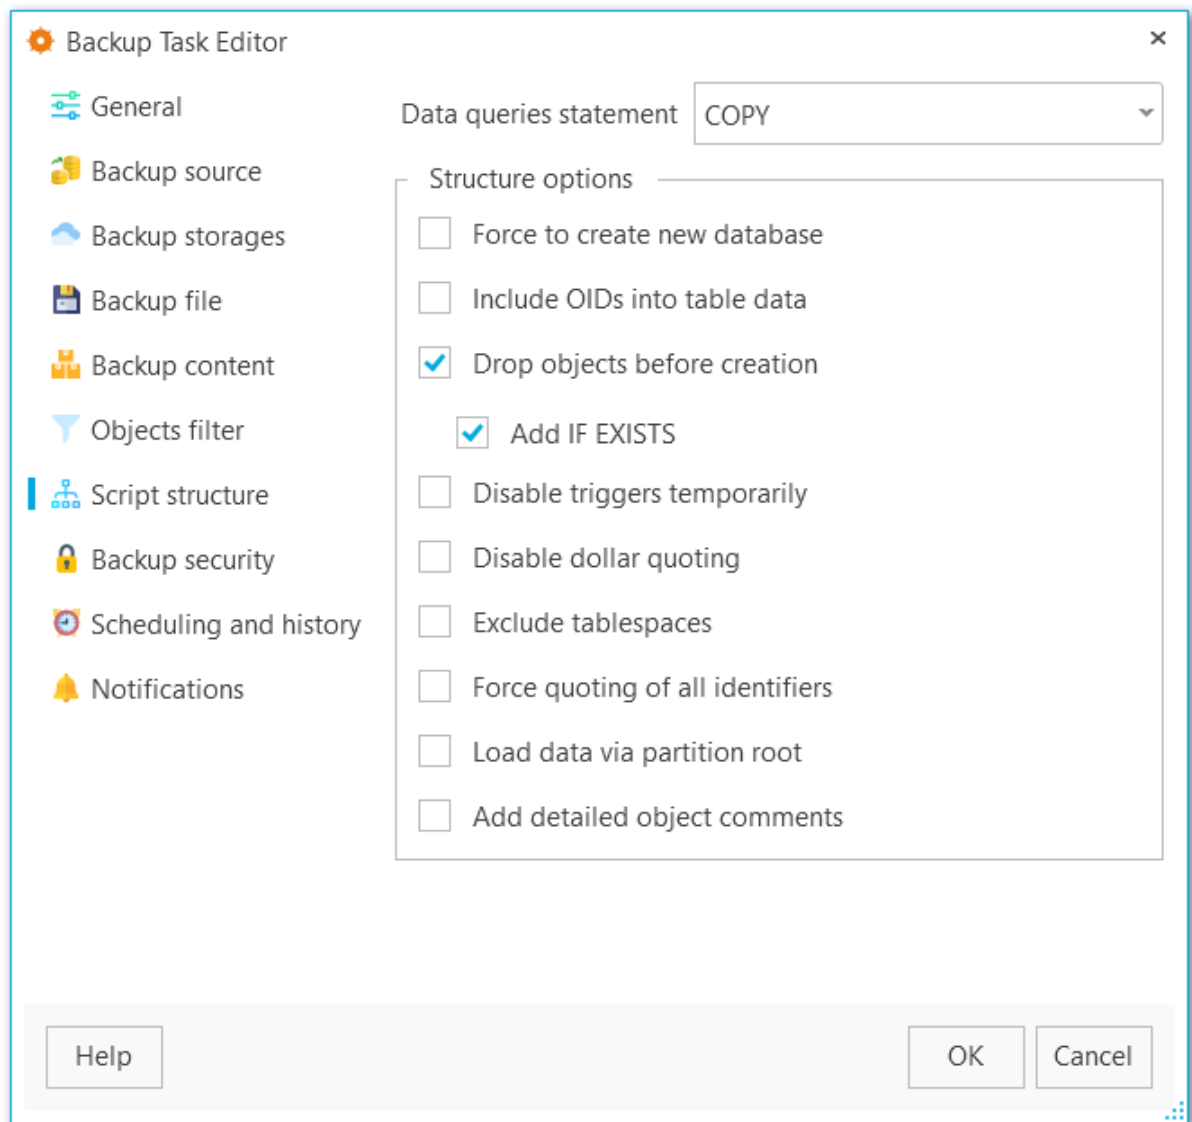 Backup Task Editor
General
Backup source
Backup storages
Backup file
Backup content
Objects filter
Script structure
Backup security
Scheduling and history
Notifications
Data queries statement COPY
Structure options
Force to create new database
Include OIDs into table data
Drop objects before creation
Add IF EXISTS
Disable triggers temporarily
Disable dollar quoting
Exclude tablespaces
Force quoting of all identifiers
Load data via partition root
Add detailed object comments
Help OK Cancel